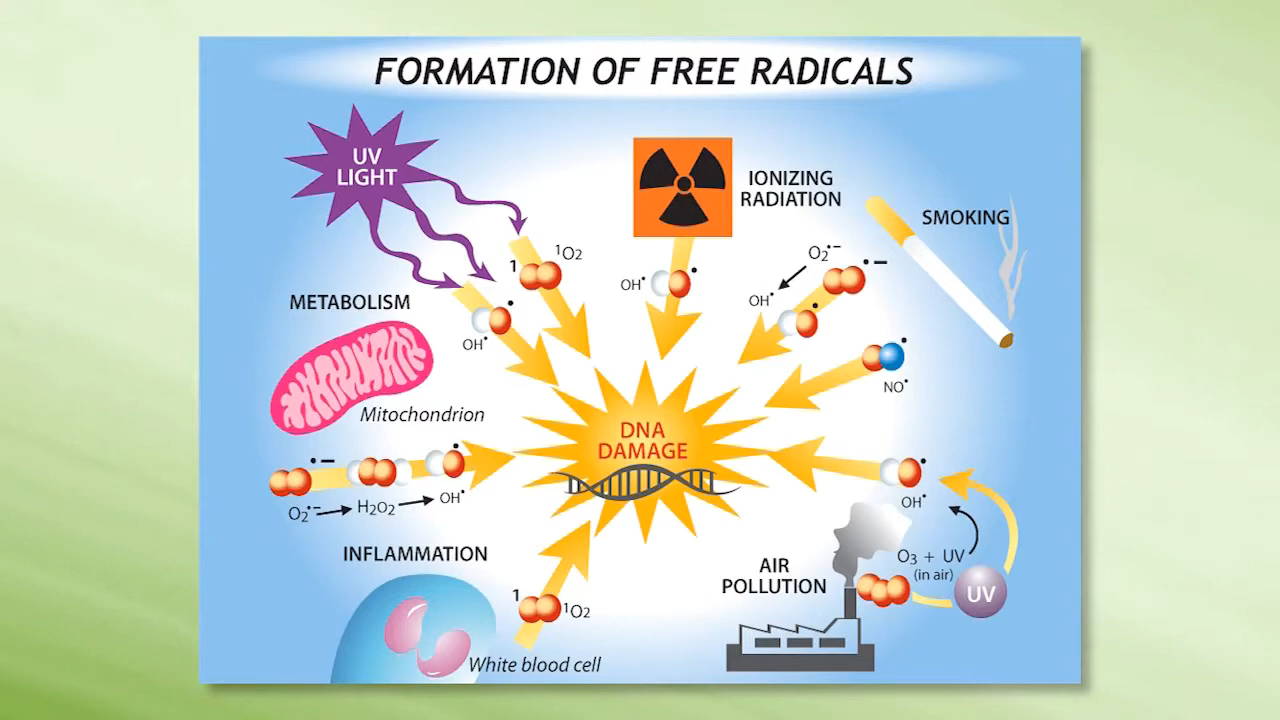 FORMATION OF FREE RADICALS
UV
LIGHT
IONIZING
RADIATION
SMOKING
1
¹O2
OH•
OH•
O2•−
•−
OH•
•
NO•
METABOLISM
Mitochondrion
DNA
DAMAGE
•−
O2•− → H2O2 → OH•
OH•
INFLAMMATION
1
¹O2
White blood cell
AIR
POLLUTION
O3 + UV
(in air)
UV